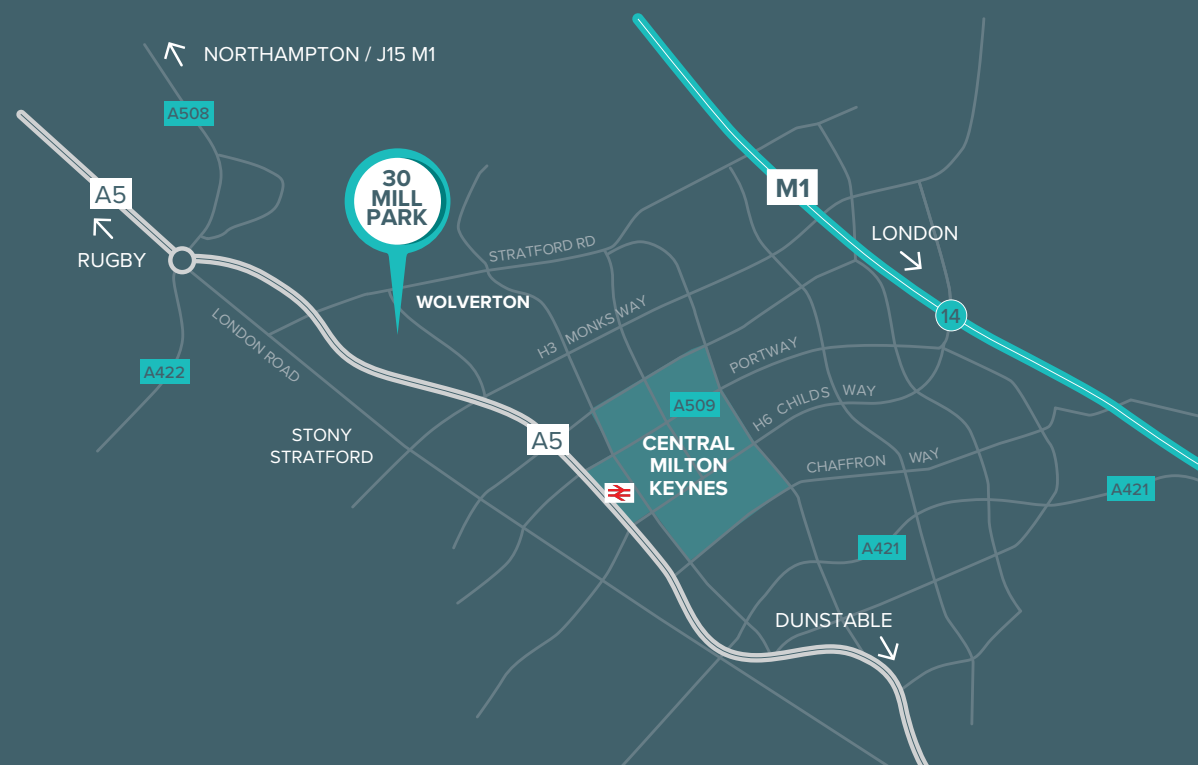 NORTHAMPTON / J15 M1
A508
A5
RUGBY
30
MILL
PARK
M1
LONDON
STRATFORD RD
WOLVERTON
LONDON ROAD
H3 MONKS WAY
14
A422
PORTWAY
H6 CHILDS WAY
A509
STONY
STRATFORD
A5
CENTRAL
MILTON
KEYNES
CHAFFRON WAY
A421
A421
DUNSTABLE